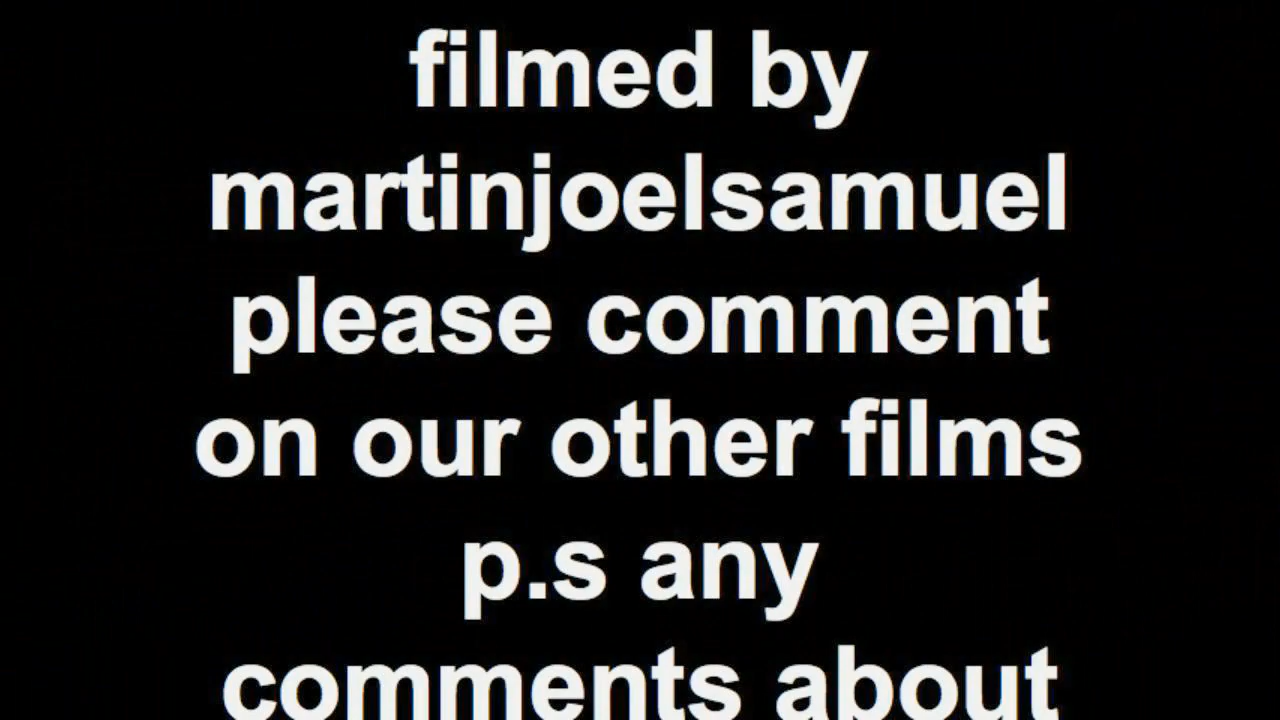 filmed by
martinjoelsamuel
please comment
on our other films
p.s any
comments about